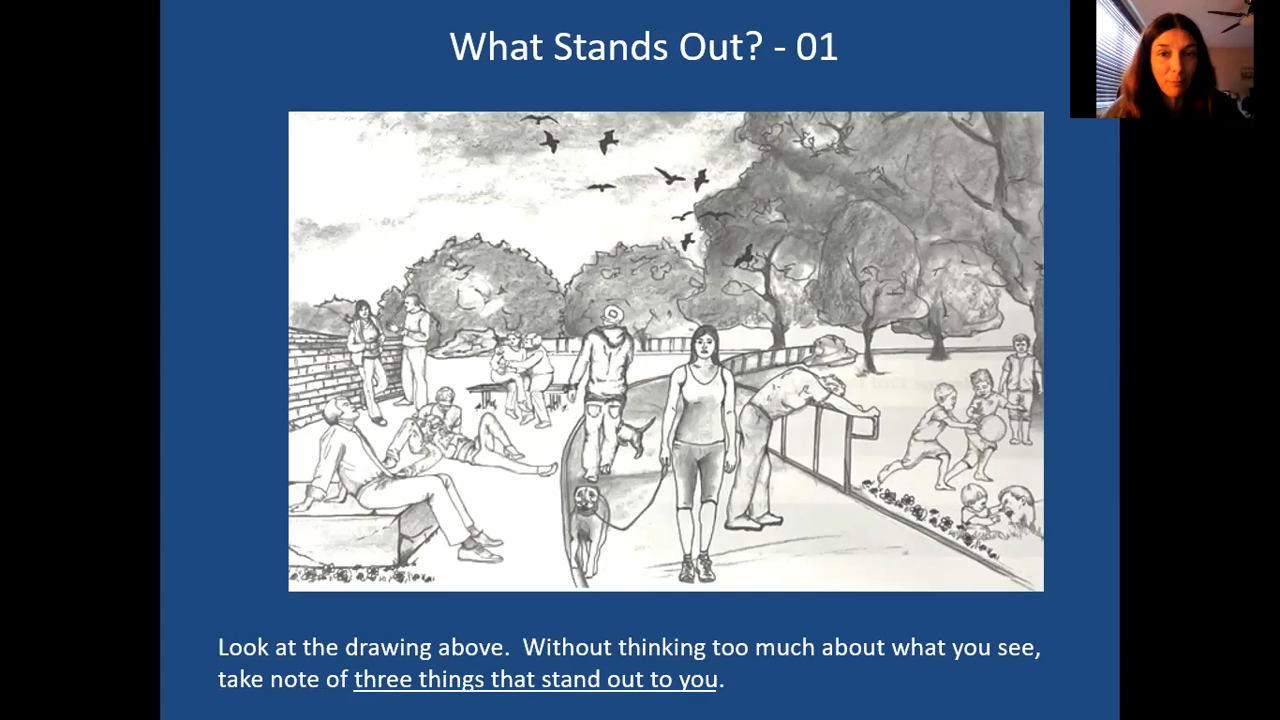 What Stands Out? - 01
Look at the drawing above.  Without thinking too much about what you see,
take note of three things that stand out to you.